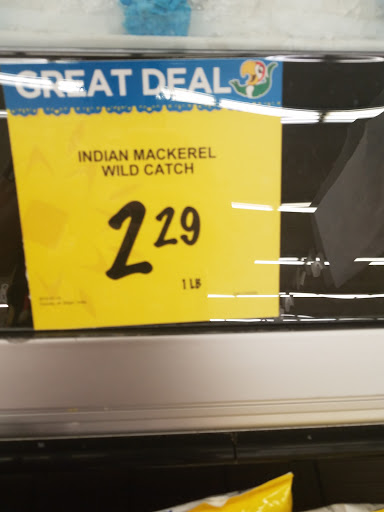 GREAT DEAL
INDIAN MACKEREL
WILD CATCH
2 29
1 LB